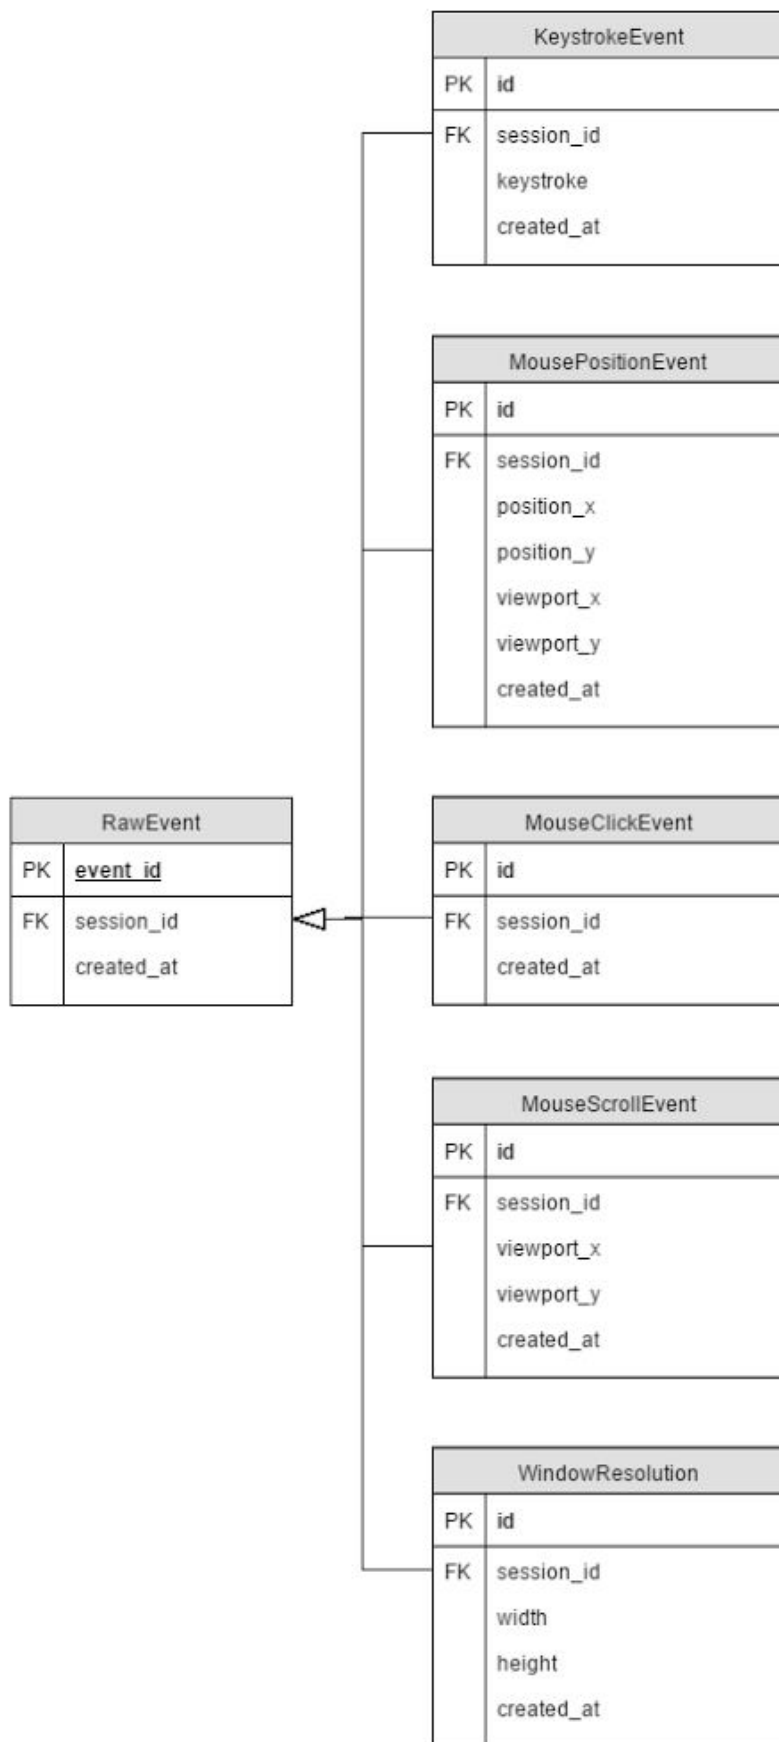 KeystrokeEvent
PK id
FK session_id
keystroke
created_at
MousePositionEvent
PK id
FK session_id
position_x
position_y
viewport_x
viewport_y
created_at
RawEvent
PK event_id
FK session_id
created_at
MouseClickEvent
PK id
FK session_id
created_at
MouseScrollEvent
PK id
FK session_id
viewport_x
viewport_y
created_at
WindowResolution
PK id
FK session_id
width
height
created_at